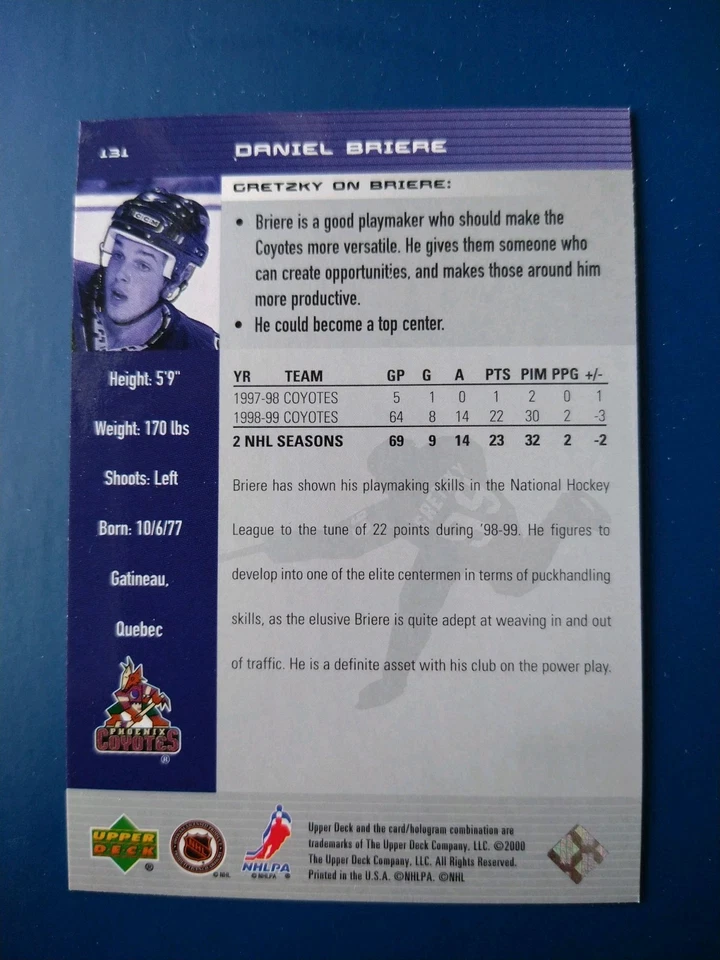 131 DANIEL BRIERE
GRETZKY ON BRIERE:
• Briere is a good playmaker who should make the
Coyotes more versatile. He gives them someone who
can create opportunities, and makes those around him
more productive.
• He could become a top center.
CCM
Height: 5'9"
Weight: 170 lbs
Shoots: Left
Born: 10/6/77
Gatineau,
Quebec
YR TEAM GP G A PTS PIM PPG +/-
1997-98 COYOTES 5 1 0 1 2 0 1
1998-99 COYOTES 64 8 14 22 30 2 -3
2 NHL SEASONS 69 9 14 23 32 2 -2
Briere has shown his playmaking skills in the National Hockey
League to the tune of 22 points during '98-99. He figures to
develop into one of the elite centermen in terms of puckhandling
skills, as the elusive Briere is quite adept at weaving in and out
of traffic. He is a definite asset with his club on the power play.
PHOENIX
COYOTES
®
UPPER
DECK
®
NHL
© NHL
NHLPA
© NHLPA ®
Upper Deck and the card/hologram combination are
trademarks of The Upper Deck Company, LLC. ©2000
The Upper Deck Company, LLC. All Rights Reserved.
Printed in the U.S.A. ©NHLPA. ©NHL